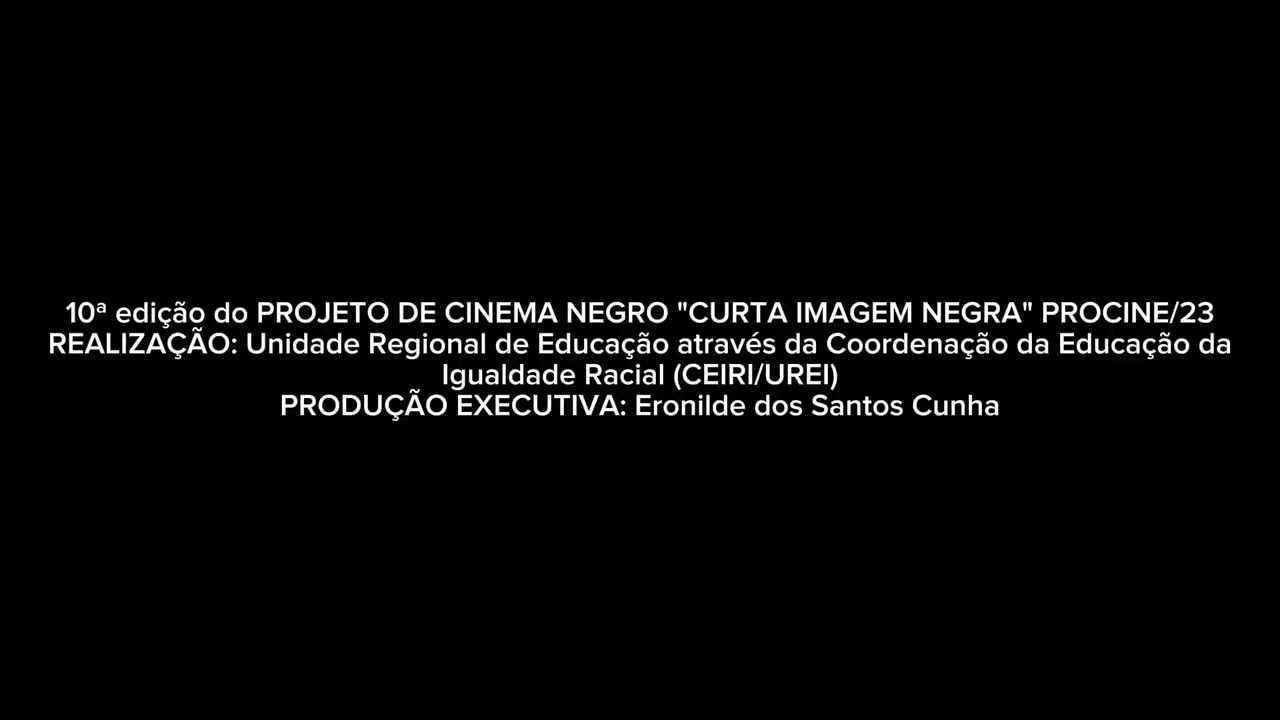 10ª edição do PROJETO DE CINEMA NEGRO "CURTA IMAGEM NEGRA" PROCINE/23
REALIZAÇÃO: Unidade Regional de Educação através da Coordenação da Educação da
Igualdade Racial (CEIRI/UREI)
PRODUÇÃO EXECUTIVA: Eronilde dos Santos Cunha